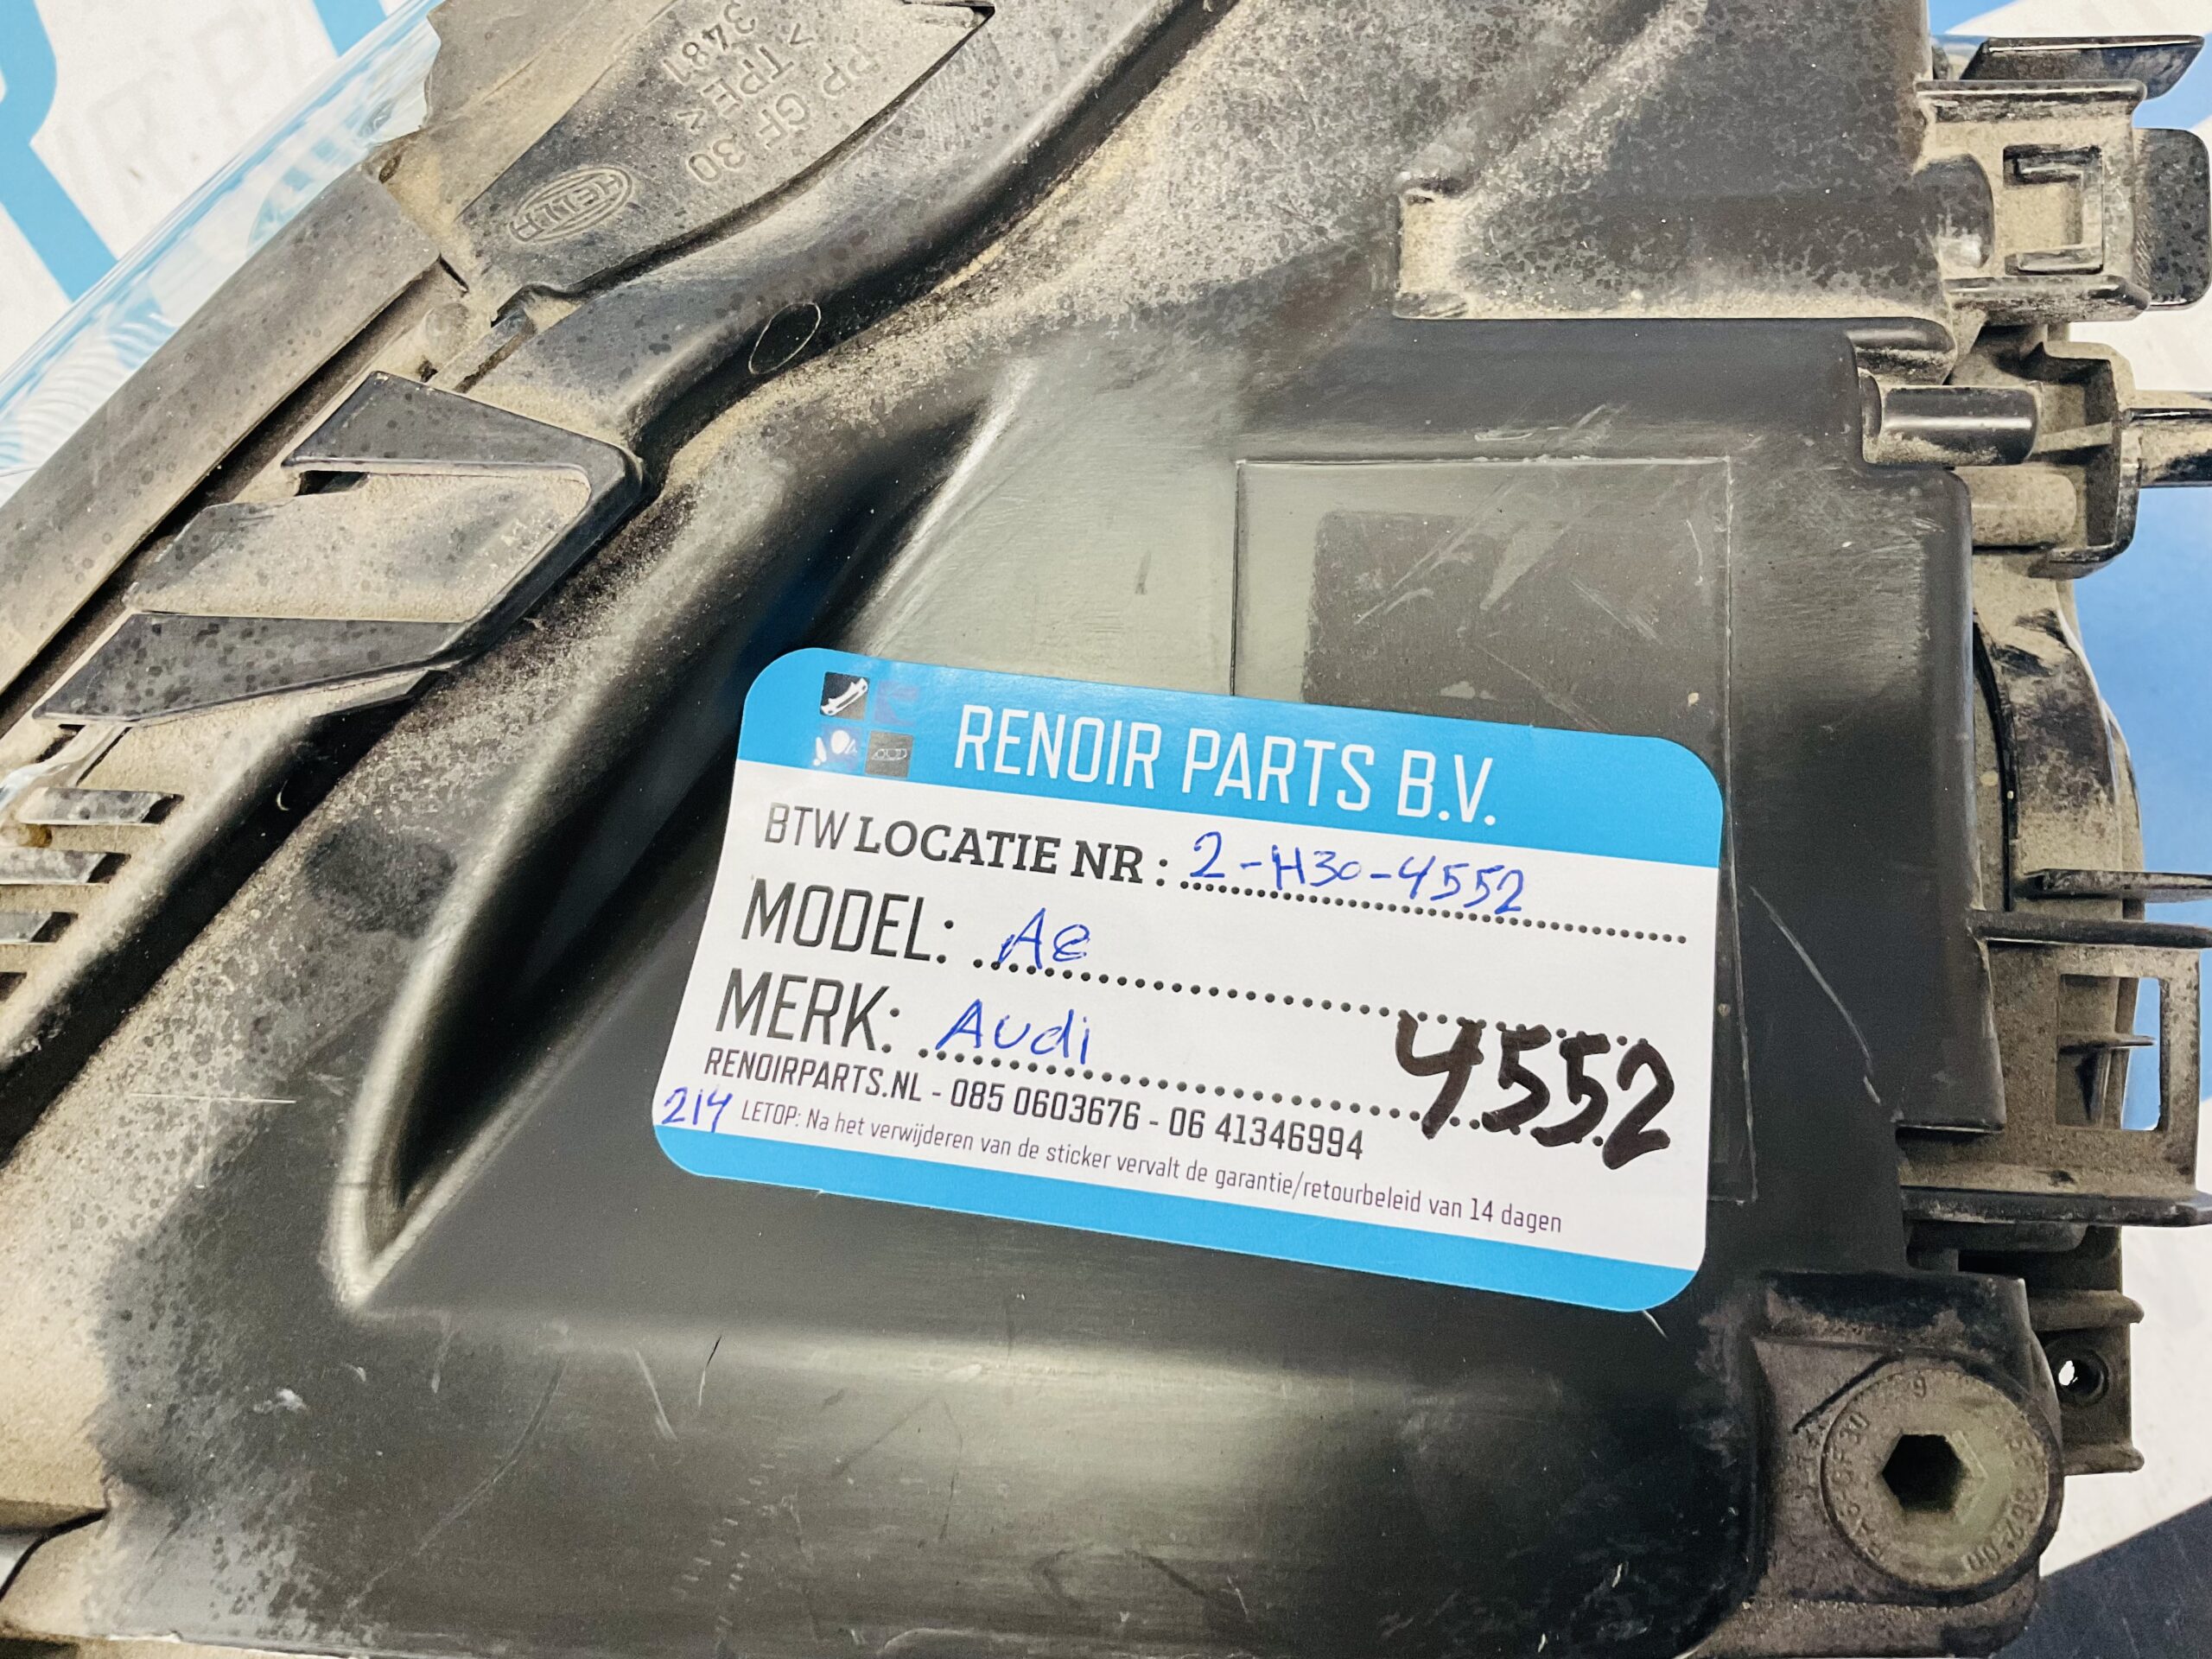 PP GF 30
TPE<
3481
HELLA
RENOIR PARTS B.V.
BTW LOCATIE NR : 2-H30-4552
MODEL: A8
MERK: Audi
4552
RENOIRPARTS.NL - 085 0603676 - 06 41346994
214 LETOP: Na het verwijderen van de sticker vervalt de garantie/retourbeleid van 14 dagen